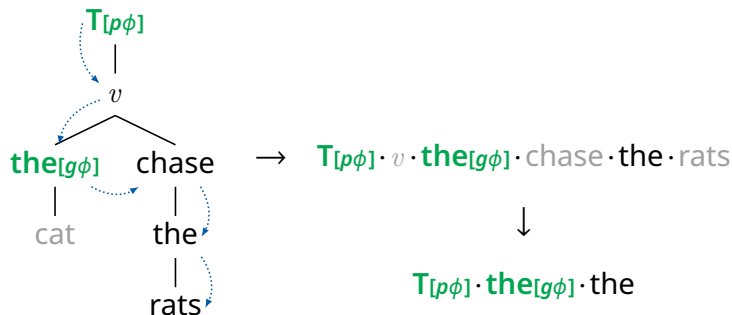 T[pϕ]
v
the[gϕ] chase → T[pϕ]·v·the[gϕ]·chase·the·rats
cat the ↓
rats T[pϕ]·the[gϕ]·the